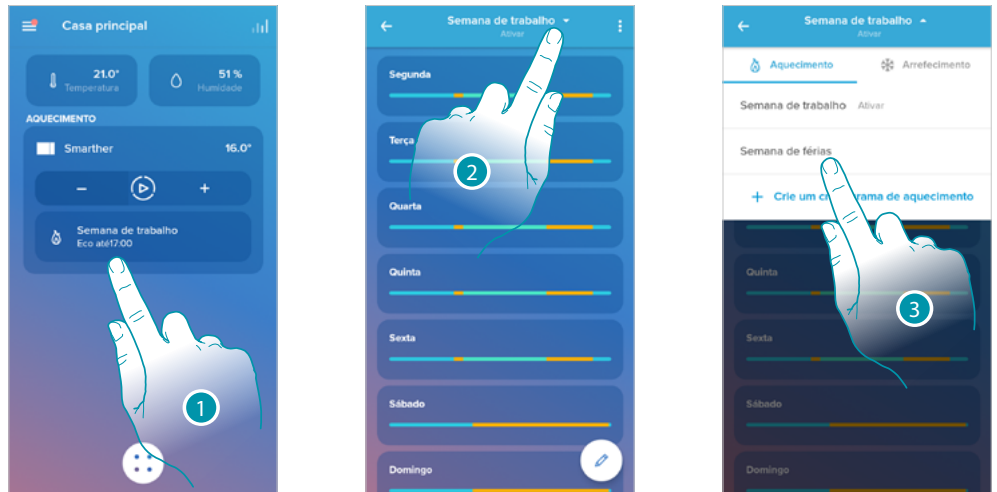 Casa principal
21.0°
Temperatura
51 %
Humidade
AQUECIMENTO
Smarther
16.0°
Semana de trabalho
Eco até17:00
1
Semana de trabalho
Ativar
Segunda
Terça
Quarta
Quinta
Sexta
Sábado
Domingo
2
Semana de trabalho
Ativar
Aquecimento
Arrefecimento
Semana de trabalho Ativar
Semana de férias
+ Crie um c rama de aquecimento
Quinta
Sexta
Sábado
Domingo
3